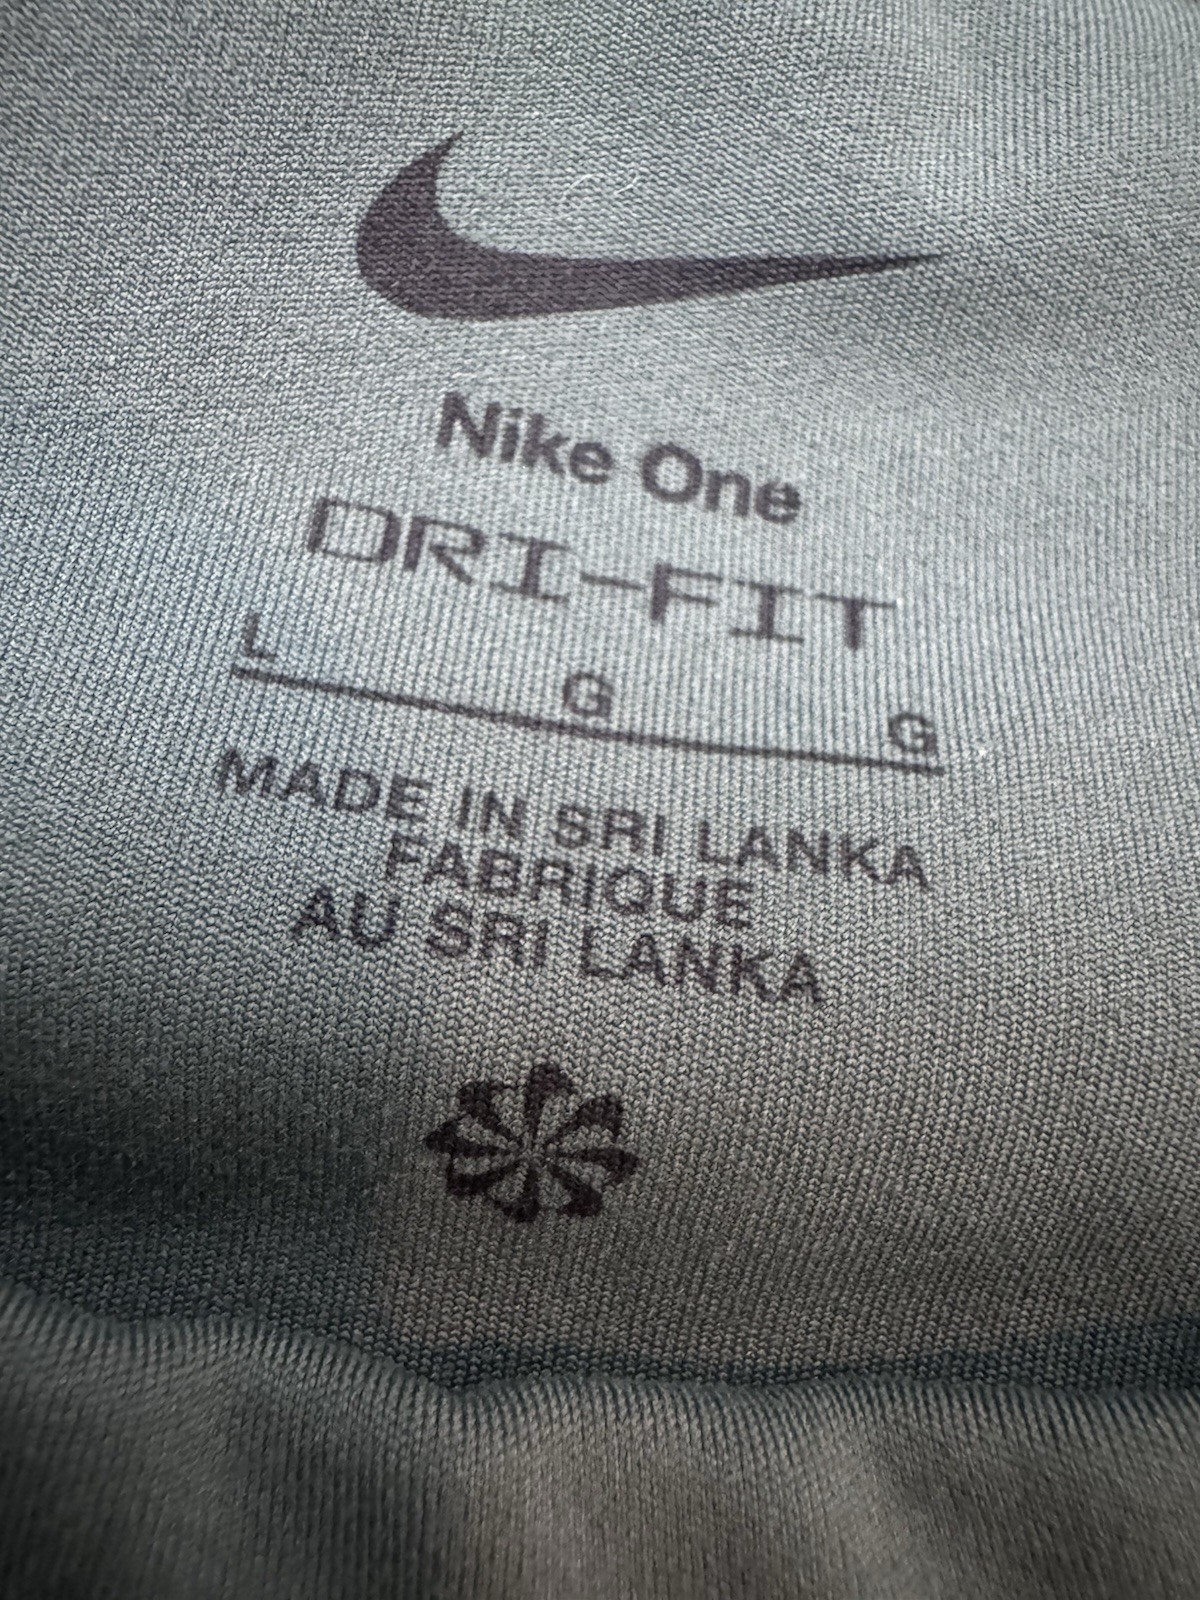 Nike One
DRI-FIT
L G G
MADE IN SRI LANKA
FABRIQUE
AU SRI LANKA